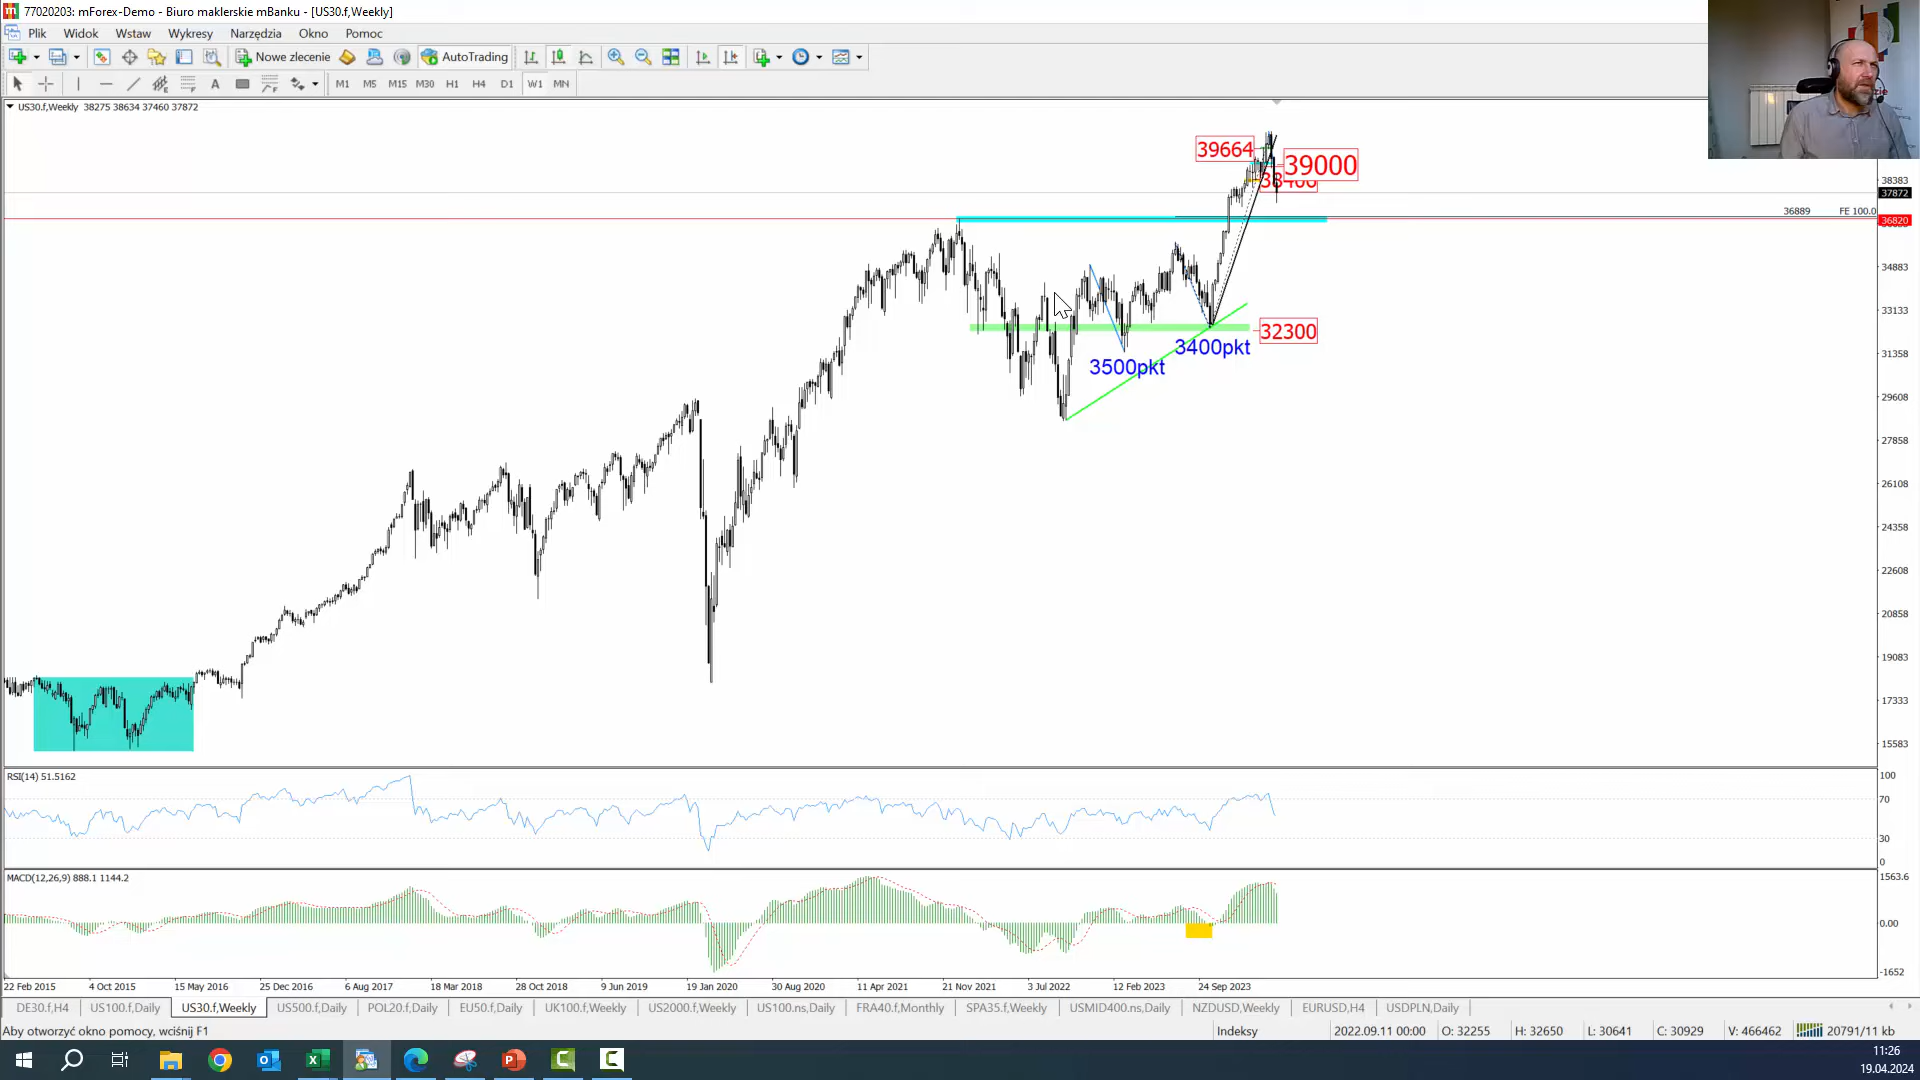 77020203: mForex-Demo - Biuro maklerskie mBanku - [US30.f,Weekly]
Plik Widok Wstaw Wykresy Narzędzia Okno Pomoc
Nowe zlecenie AutoTrading
A M1 M5 M15 M30 H1 H4 D1 W1 MN
US30.f,Weekly 38275 38634 37460 37872
39664
39000
38400
38383
37872
36889 FE 100.0
36820
34883
33133
32300
3400pkt
31358
3500pkt
29608
27858
26108
24358
22608
20858
19083
17333
15583
RSI(14) 51.5162
100
70
30
0
MACD(12,26,9) 888.1 1144.2
1563.6
0.00
-1652
22 Feb 2015 4 Oct 2015 15 May 2016 25 Dec 2016 6 Aug 2017 18 Mar 2018 28 Oct 2018 9 Jun 2019 19 Jan 2020 30 Aug 2020 11 Apr 2021 21 Nov 2021 3 Jul 2022 12 Feb 2023 24 Sep 2023
DE30.f,H4 US100.f,Daily US30.f,Weekly US500.f,Daily POL20.f,Daily EU50.f,Daily UK100.f,Weekly US2000.f,Weekly US100.ns,Daily FRA40.f,Monthly SPA35.f,Weekly USMID400.ns,Daily NZDUSD,Weekly EURUSD,H4 USDPLN,Daily
Aby otworzyć okno pomocy, wciśnij F1 Indeksy 2022.09.11 00:00 O: 32255 H: 32650 L: 30641 C: 30929 V: 466462 20791/11 kb
11:26
19.04.2024